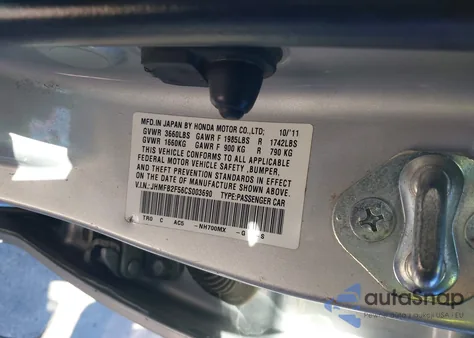 MFD. IN JAPAN BY HONDA MOTOR CO.,LTD; 10/'11
GVWR 3660LBS GAWR F 1985LBS R 1742LBS
GVWR 1660KG GAWR F 900 KG R 790 KG
THIS VEHICLE CONFORMS TO ALL APPLICABLE
FEDERAL MOTOR VEHICLE SAFETY ,BUMPER,
AND THEFT PREVENTION STANDARDS IN EFFECT
ON THE DATE OF MANUFACTURE SHOWN ABOVE.
V.I.N.: JHMFB2F56CS003690 TYPE:PASSENGER CAR
TR0 C AC5 -NH700MX-
autosnap